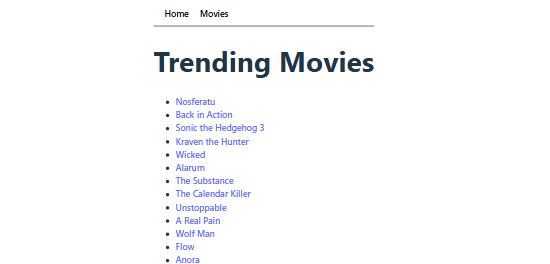 Home Movies
Trending Movies
Nosferatu
Back in Action
Sonic the Hedgehog 3
Kraven the Hunter
Wicked
Alarum
The Substance
The Calendar Killer
Unstoppable
A Real Pain
Wolf Man
Flow
Anora